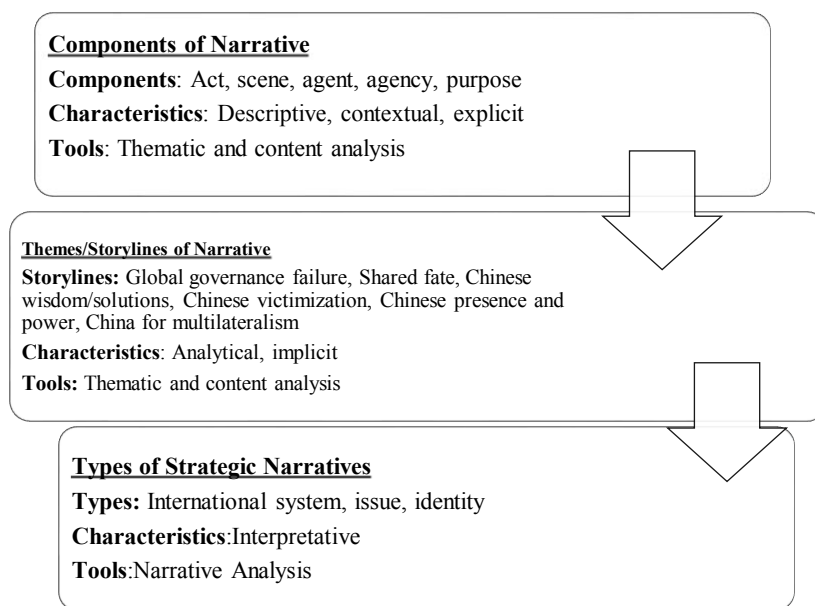 Components of Narrative
Components: Act, scene, agent, agency, purpose
Characteristics: Descriptive, contextual, explicit
Tools: Thematic and content analysis
Themes/Storylines of Narrative
Storylines: Global governance failure, Shared fate, Chinese
wisdom/solutions, Chinese victimization, Chinese presence and
power, China for multilateralism
Characteristics: Analytical, implicit
Tools: Thematic and content analysis
Types of Strategic Narratives
Types: International system, issue, identity
Characteristics:Interpretative
Tools:Narrative Analysis